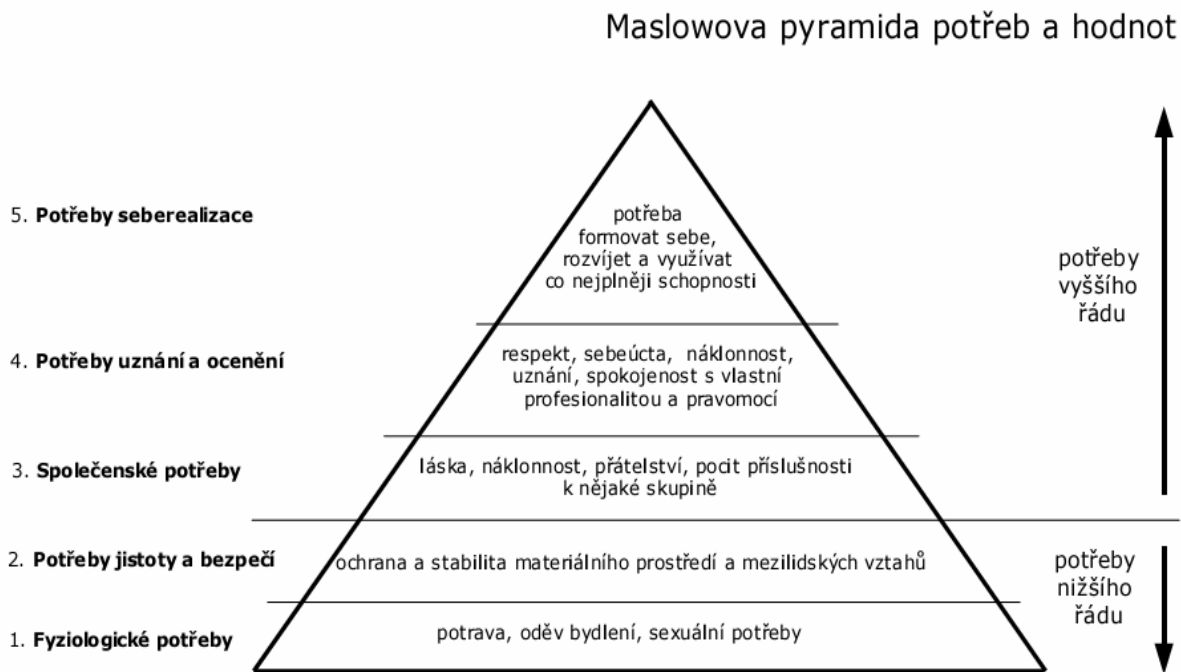 Maslowova pyramida potřeb a hodnot
5. Potřeby seberealizace
potřeba
formovat sebe,
rozvíjet a využívat
co nejplněji schopnosti
potřeby
vyššího
řádu
4. Potřeby uznání a ocenění
respekt, sebeúcta, náklonnost,
uznání, spokojenost s vlastní
profesionalitou a pravomocí
3. Společenské potřeby
láska, náklonnost, přátelství, pocit příslušnosti
k nějaké skupině
2. Potřeby jistoty a bezpečí
ochrana a stabilita materiálního prostředí a mezilidských vztahů
potřeby
nižšího
řádu
1. Fyziologické potřeby
potrava, oděv bydlení, sexuální potřeby